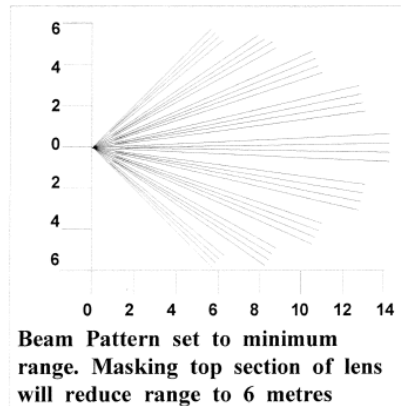 6
4
2
0
2
4
6
0 2 4 6 8 10 12 14
Beam Pattern set to minimum
range. Masking top section of lens
will reduce range to 6 metres